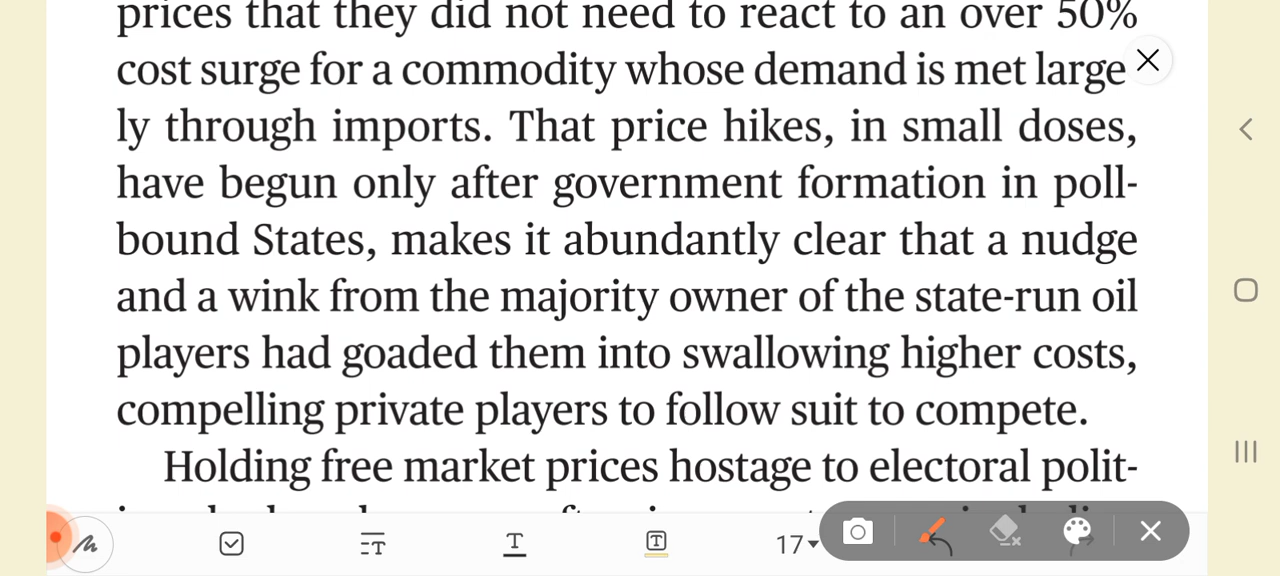 prices that they did not need to react to an over 50%
cost surge for a commodity whose demand is met large
ly through imports. That price hikes, in small doses,
have begun only after government formation in poll-
bound States, makes it abundantly clear that a nudge
and a wink from the majority owner of the state-run oil
players had goaded them into swallowing higher costs,
compelling private players to follow suit to compete.
Holding free market prices hostage to electoral polit-
17